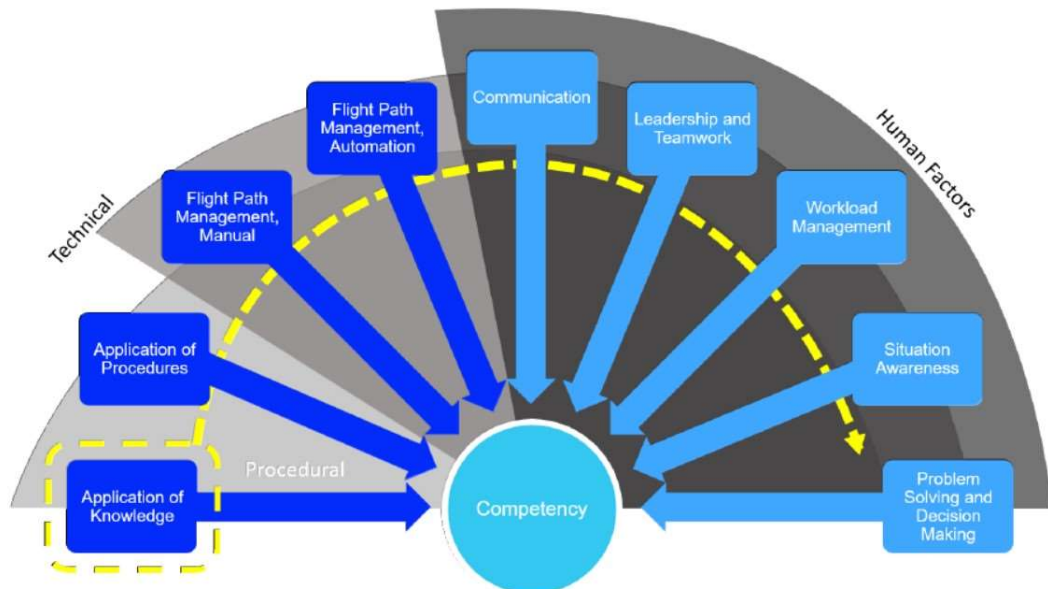 Communication
Flight Path
Management,
Automation
Leadership and
Teamwork
Human Factors
Flight Path
Management,
Manual
Workload
Management
Technical
Application of
Procedures
Situation
Awareness
Procedural
Application of
Knowledge
Competency
Problem
Solving and
Decision
Making